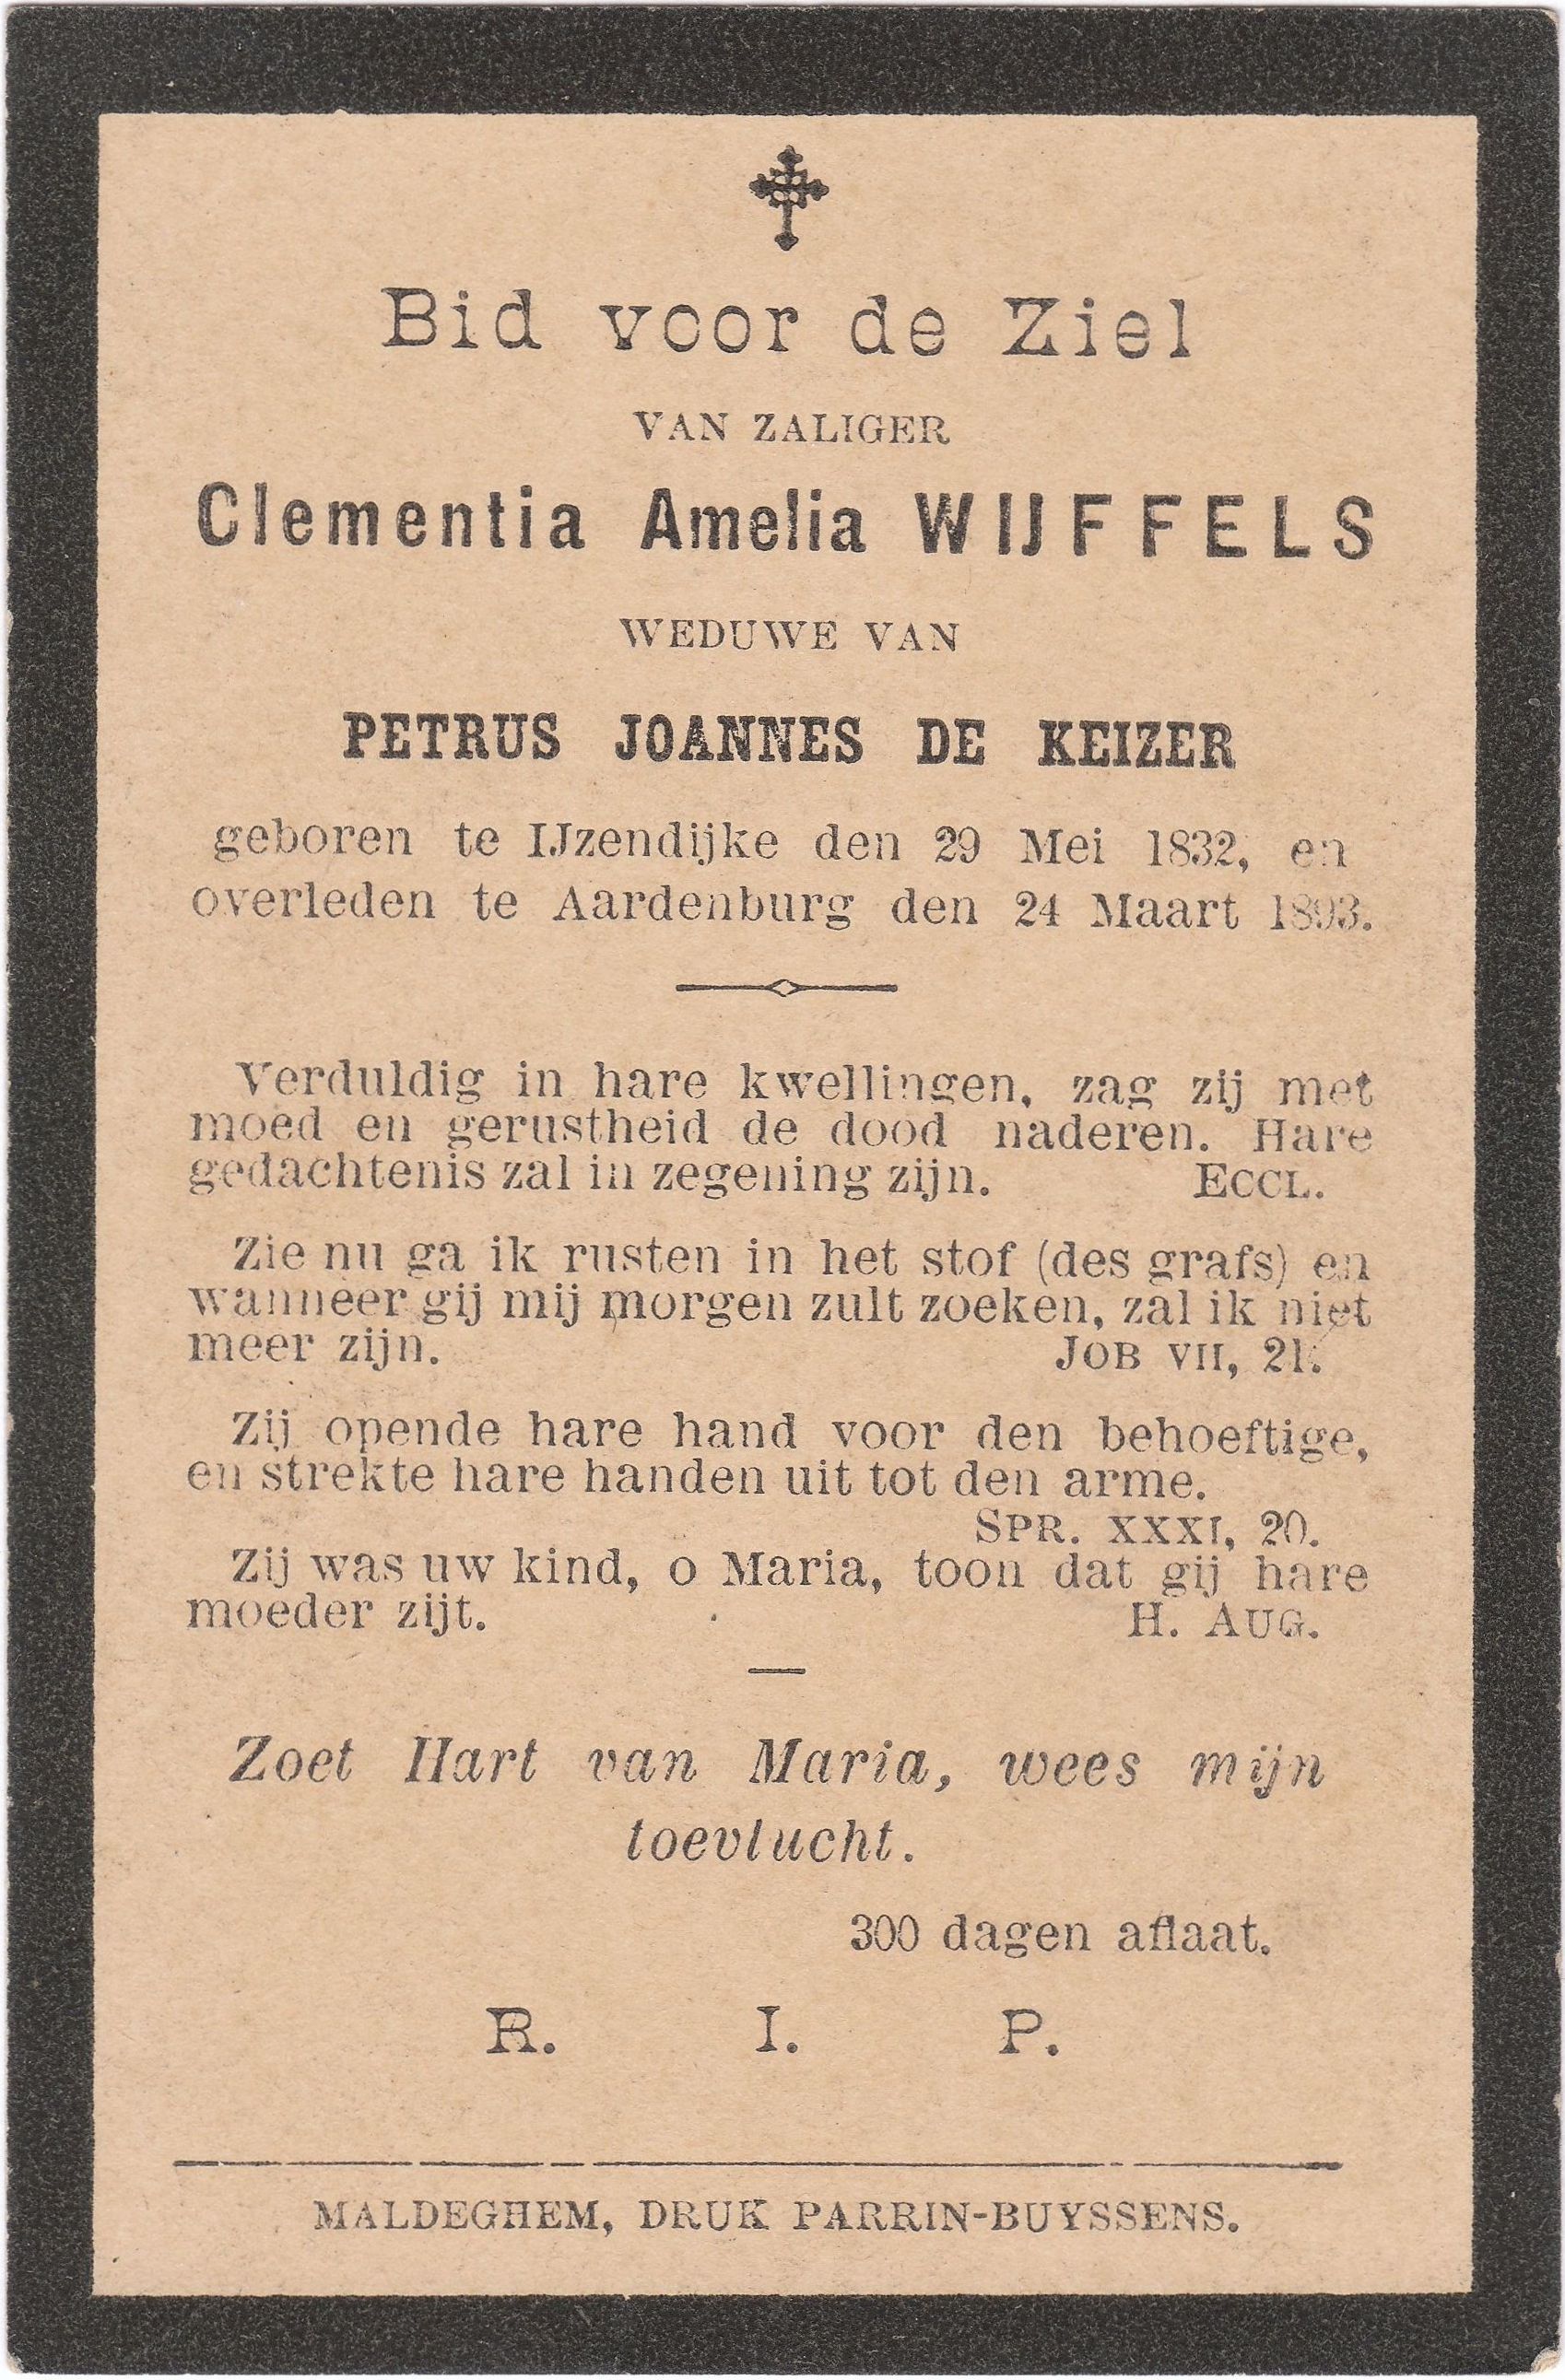 Bid voor de Ziel
VAN ZALIGER
Clementia Amelia WIJFFELS
WEDUWE VAN
PETRUS JOANNES DE KEIZER
geboren te IJzendijke den 29 Mei 1832, en
overleden te Aardenburg den 24 Maart 1893.
Verduldig in hare kwellingen, zag zij met
moed en gerustheid de dood naderen. Hare
gedachtenis zal in zegening zijn. ECCL.
Zie nu ga ik rusten in het stof (des grafs) en
wanneer gij mij morgen zult zoeken, zal ik niet
meer zijn. JOB VII, 21.
Zij opende hare hand voor den behoeftige,
en strekte hare handen uit tot den arme.
SPR. XXXI, 20.
Zij was uw kind, o Maria, toon dat gij hare
moeder zijt. H. AUG.
Zoet Hart van Maria, wees mijn
toevlucht.
300 dagen aflaat.
R. I. P.
MALDEGHEM, DRUK PARRIN-BUYSSENS.